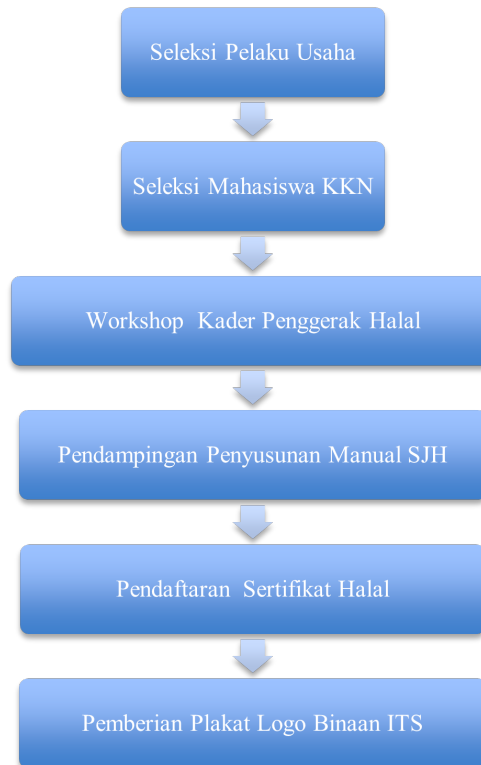 Seleksi Pelaku Usaha
Seleksi Mahasiswa KKN
Workshop Kader Penggerak Halal
Pendampingan Penyusunan Manual SJH
Pendaftaran Sertifikat Halal
Pemberian Plakat Logo Binaan ITS